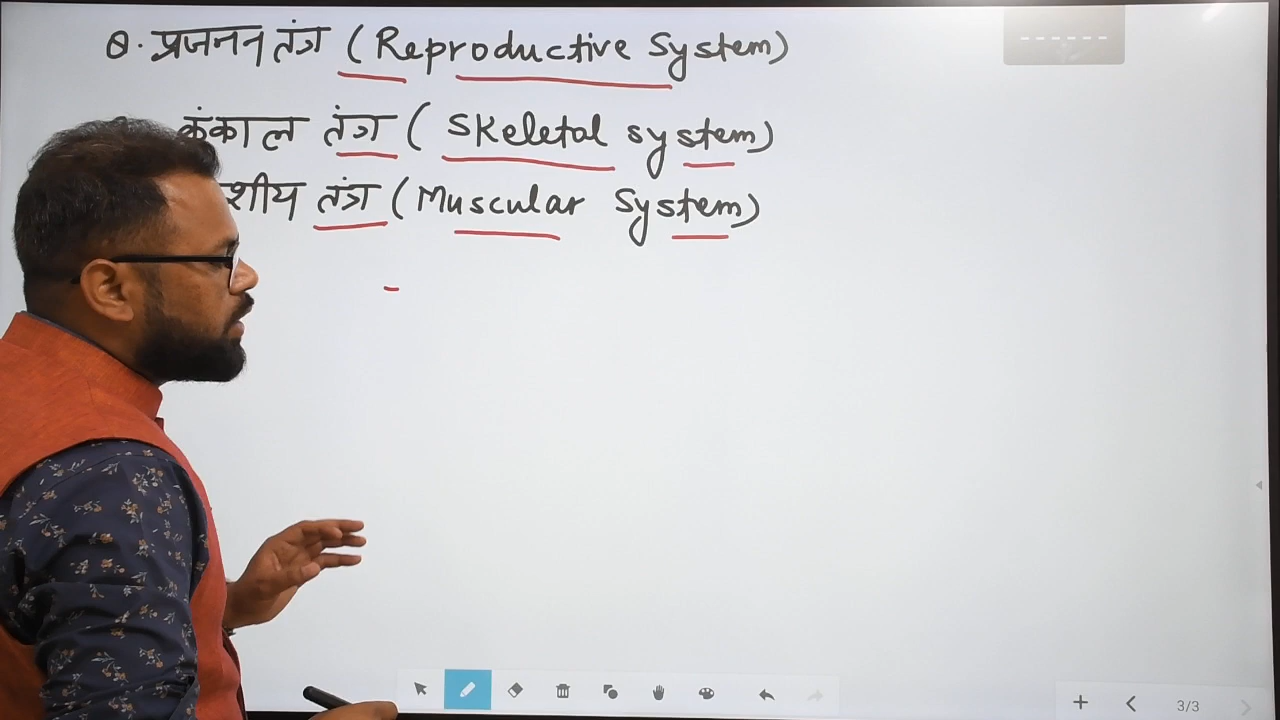 8. प्रजनन तंत्र (Reproductive System)
कंकाल तंत्र ( Skeletal system)
शीय तंत्र (Muscular System)
3/3